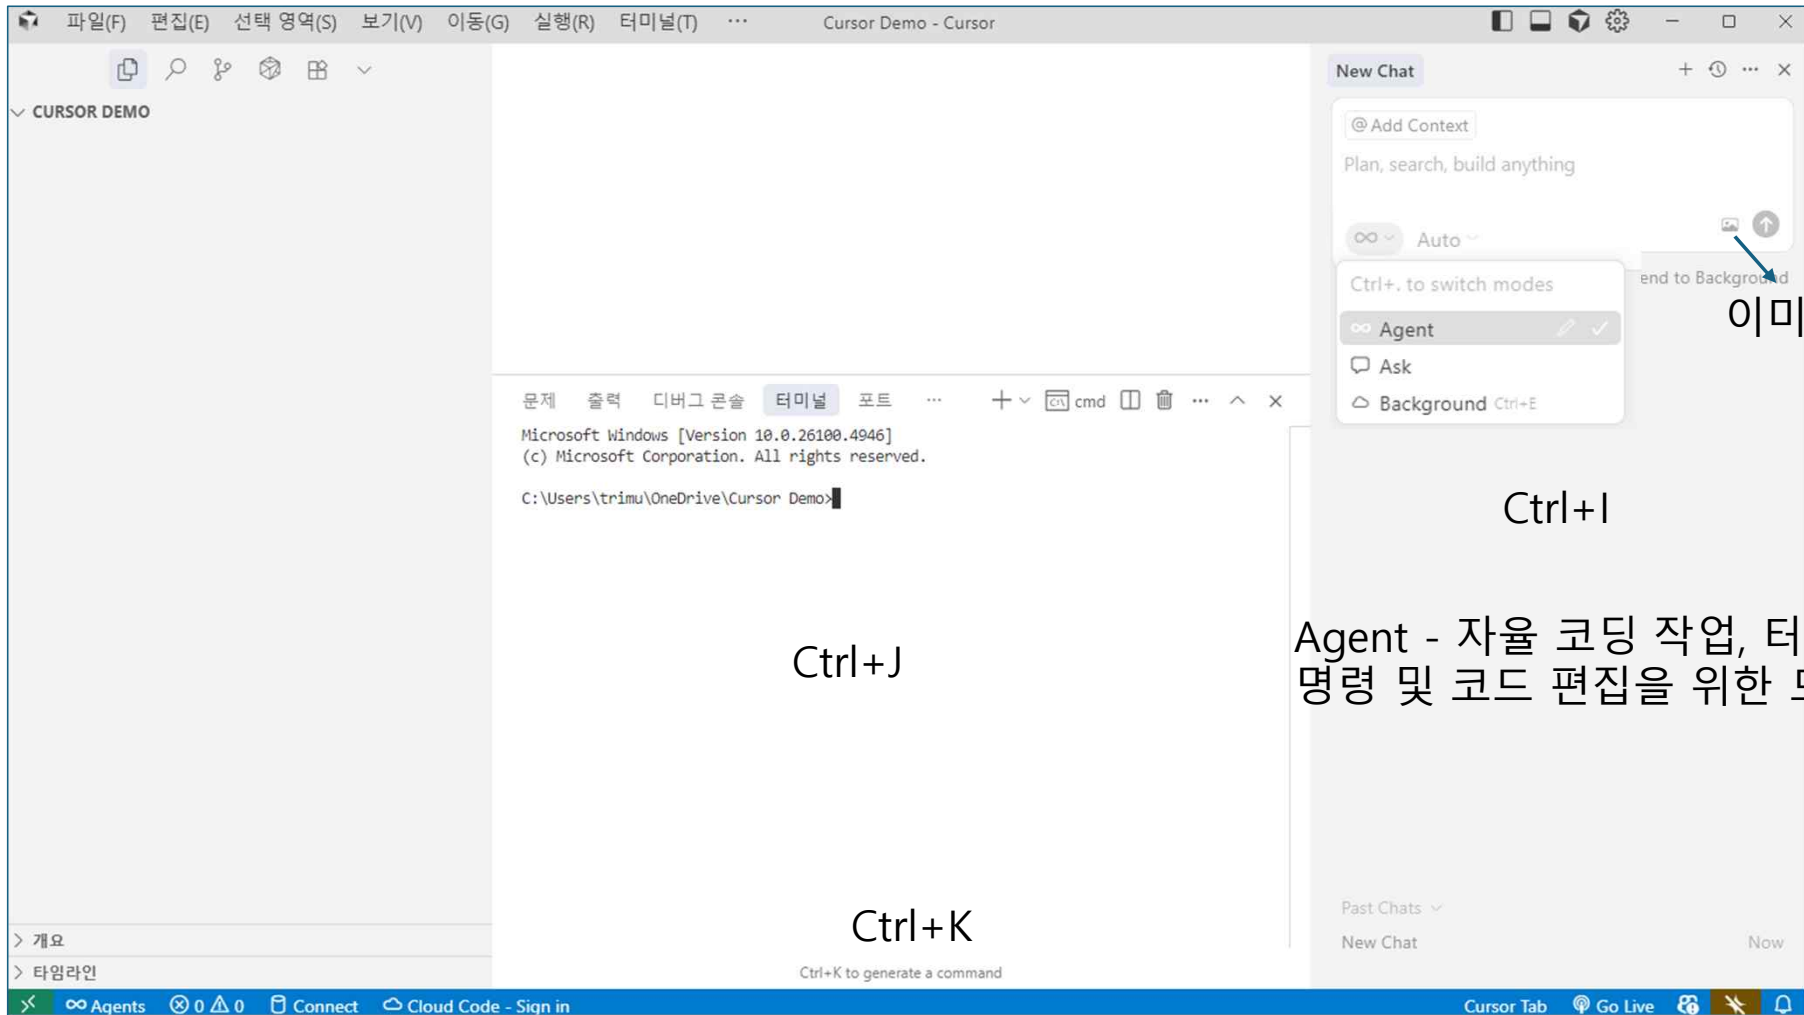 파일(F) 편집(E) 선택 영역(S) 보기(V) 이동(G) 실행(R) 터미널(T) ··· Cursor Demo - Cursor
CURSOR DEMO
New Chat
@ Add Context
Plan, search, build anything
Auto
Ctrl+. to switch modes
end to Background
이미
Agent
Ask
Background Ctrl+E
문제 출력 디버그 콘솔 터미널 포트 ··· cmd ···
Microsoft Windows [Version 10.0.26100.4946]
(c) Microsoft Corporation. All rights reserved.
C:\Users\trimu\OneDrive\Cursor Demo>
Ctrl+I
Ctrl+J
Agent - 자율 코딩 작업, 터
명령 및 코드 편집을 위한
Ctrl+K
Ctrl+K to generate a command
Past Chats
New Chat Now
개요
타임라인
Agents 0 0 Connect Cloud Code - Sign in Cursor Tab Go Live